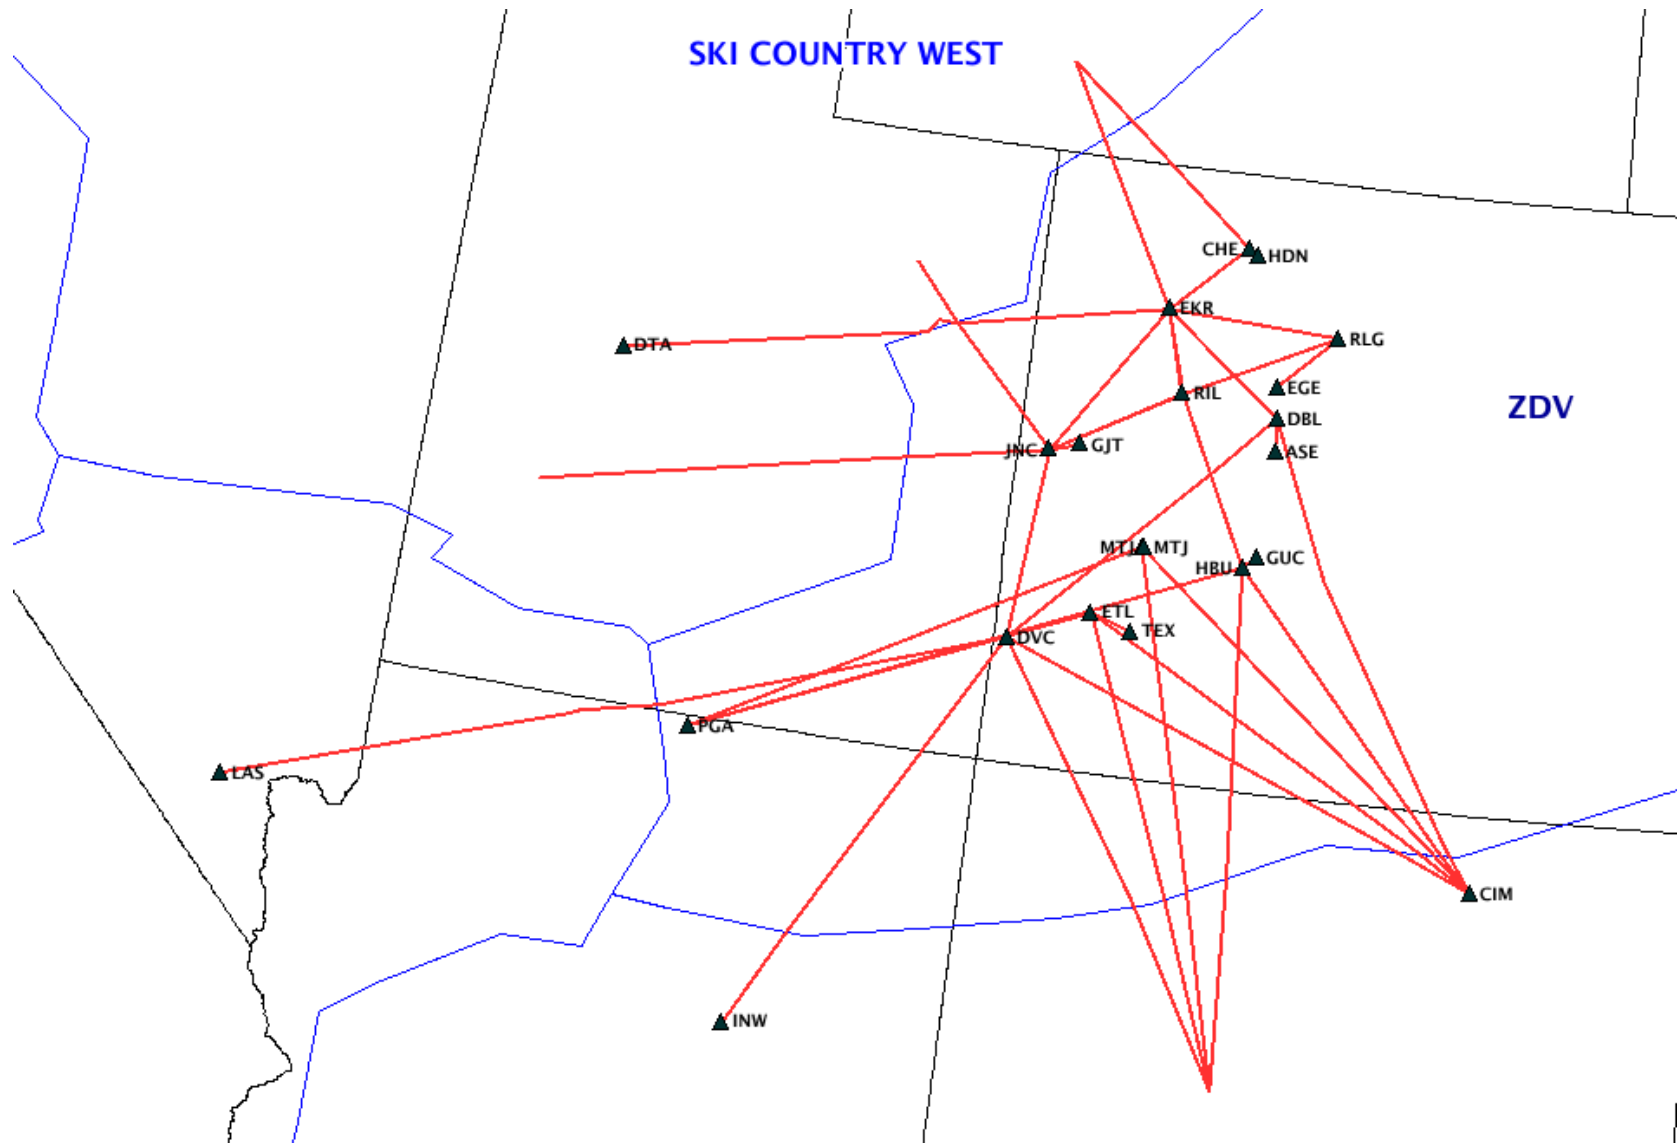 SKI COUNTRY WEST
CHE
HDN
EKR
DTA
RLG
EGE
RIL
ZDV
DBL
JNC
GJT
ASE
MTJ
MTJ
GUC
HBU
ETL
TEX
DVC
PGA
LAS
CIM
INW